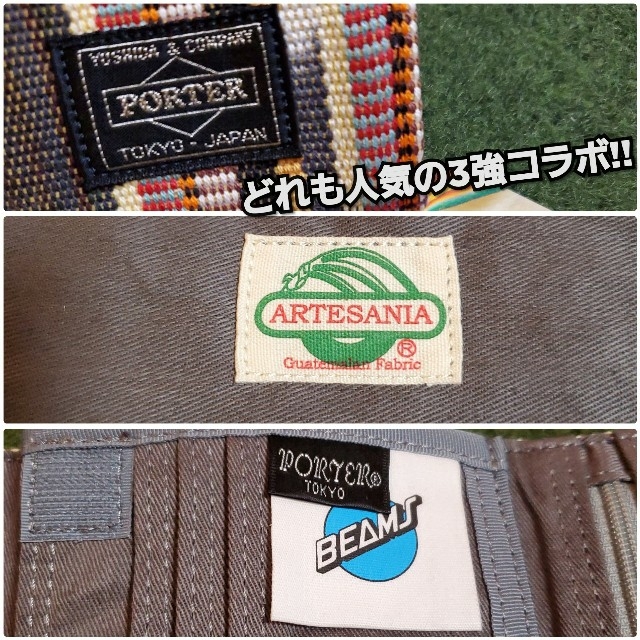 YOSHIDA & COMPANY
PORTER
TOKYO - JAPAN
どれも人気の3強コラボ!!
ARTESANIA
®
Guatemalan Fabric
PORTER®
TOKYO
BEAMS